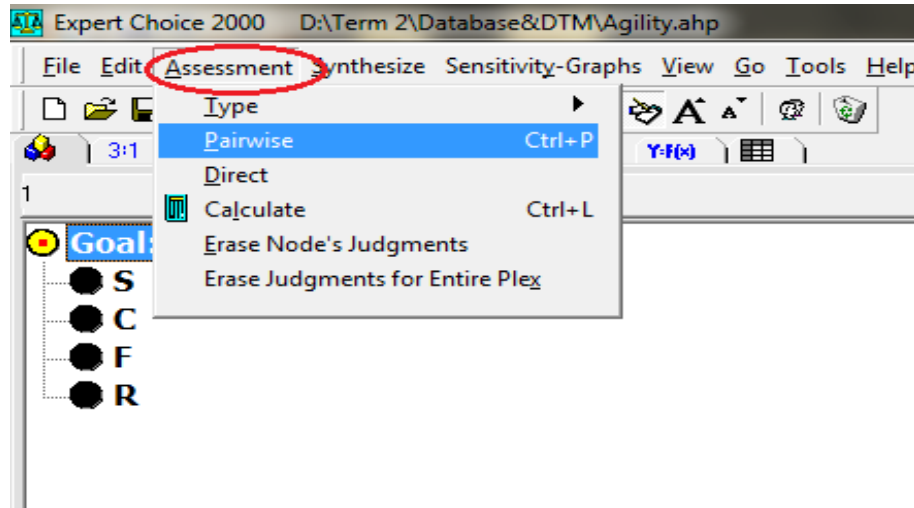 Expert Choice 2000 D:\Term 2\Database&DTM\Agility.ahp
File Edit Assessment Synthesize Sensitivity-Graphs View Go Tools Help
Type
A A
Pairwise Ctrl+P
3:1 Y=F(x)
Direct
1
Calculate Ctrl+L
Goal:
Erase Node's Judgments
S
Erase Judgments for Entire Plex
C
F
R